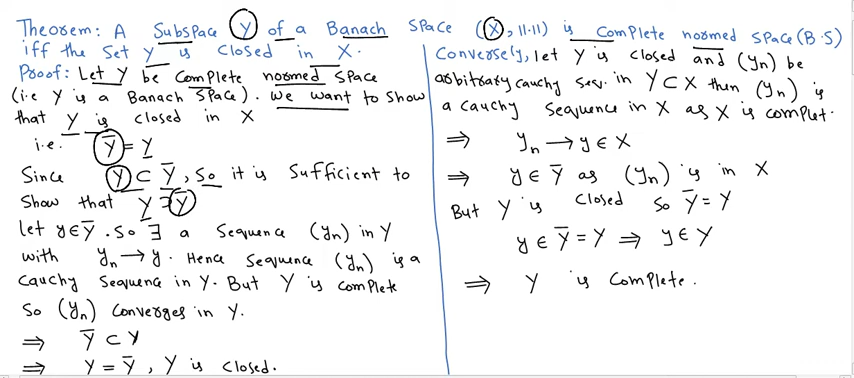 Theorem: A Subspace Y of a Banach Space (X, ||·||) is Complete normed Space (B.S)
iff the Set Y is Closed in X.
Proof: Let Y be Complete normed Space
(i.e Y is a Banach Space). We want to show
that Y is closed in X
i.e. Y̅ = Y
Since Y ⊂ Y̅, So it is Sufficient to
Show that Y ⊃ Y̅
let y∈Y̅. So ∃ a Sequence (yn) in Y
with yn → y. Hence Sequence (yn) is a
Cauchy Sequence in Y. But Y is complete
So (yn) Converges in Y.
⇒ Y̅ ⊂ Y
⇒ Y = Y̅, Y is Closed.
Conversely, let Y is closed and (yn) be
arbitrary cauchy seq. in Y⊂X then (yn) is
a cauchy Sequence in X as X is complet.
⇒ yn → y ∈ X
⇒ y ∈ Y̅ as (yn) is in X
But Y is Closed So Y̅ = Y
y ∈ Y̅ = Y ⇒ y ∈ Y
⇒ Y is Complete.